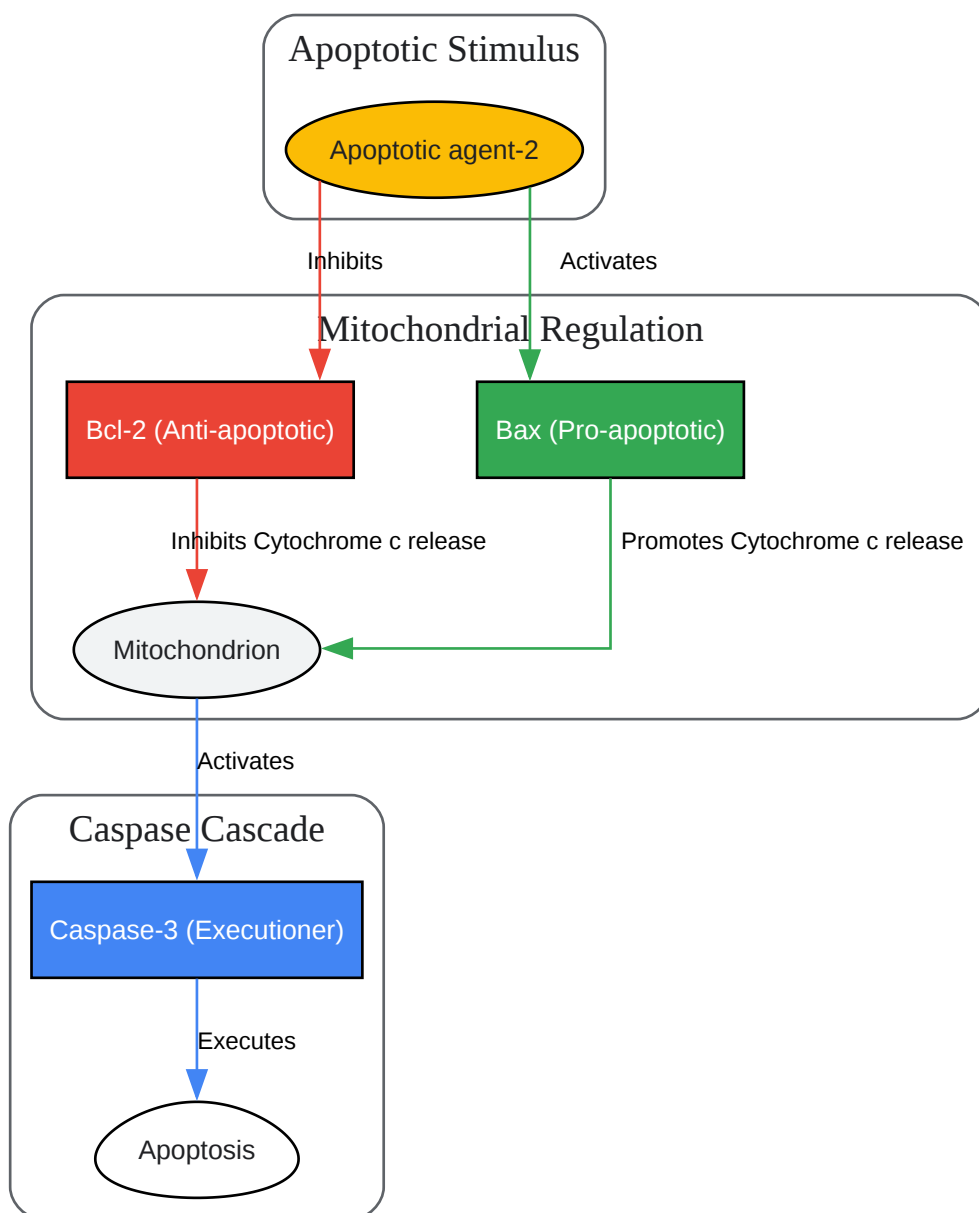 Apoptotic Stimulus
Apoptotic agent-2
Inhibits
Activates
Mitochondrial Regulation
Bcl-2 (Anti-apoptotic)
Bax (Pro-apoptotic)
Inhibits Cytochrome c release
Promotes Cytochrome c release
Mitochondrion
Activates
Caspase Cascade
Caspase-3 (Executioner)
Executes
Apoptosis